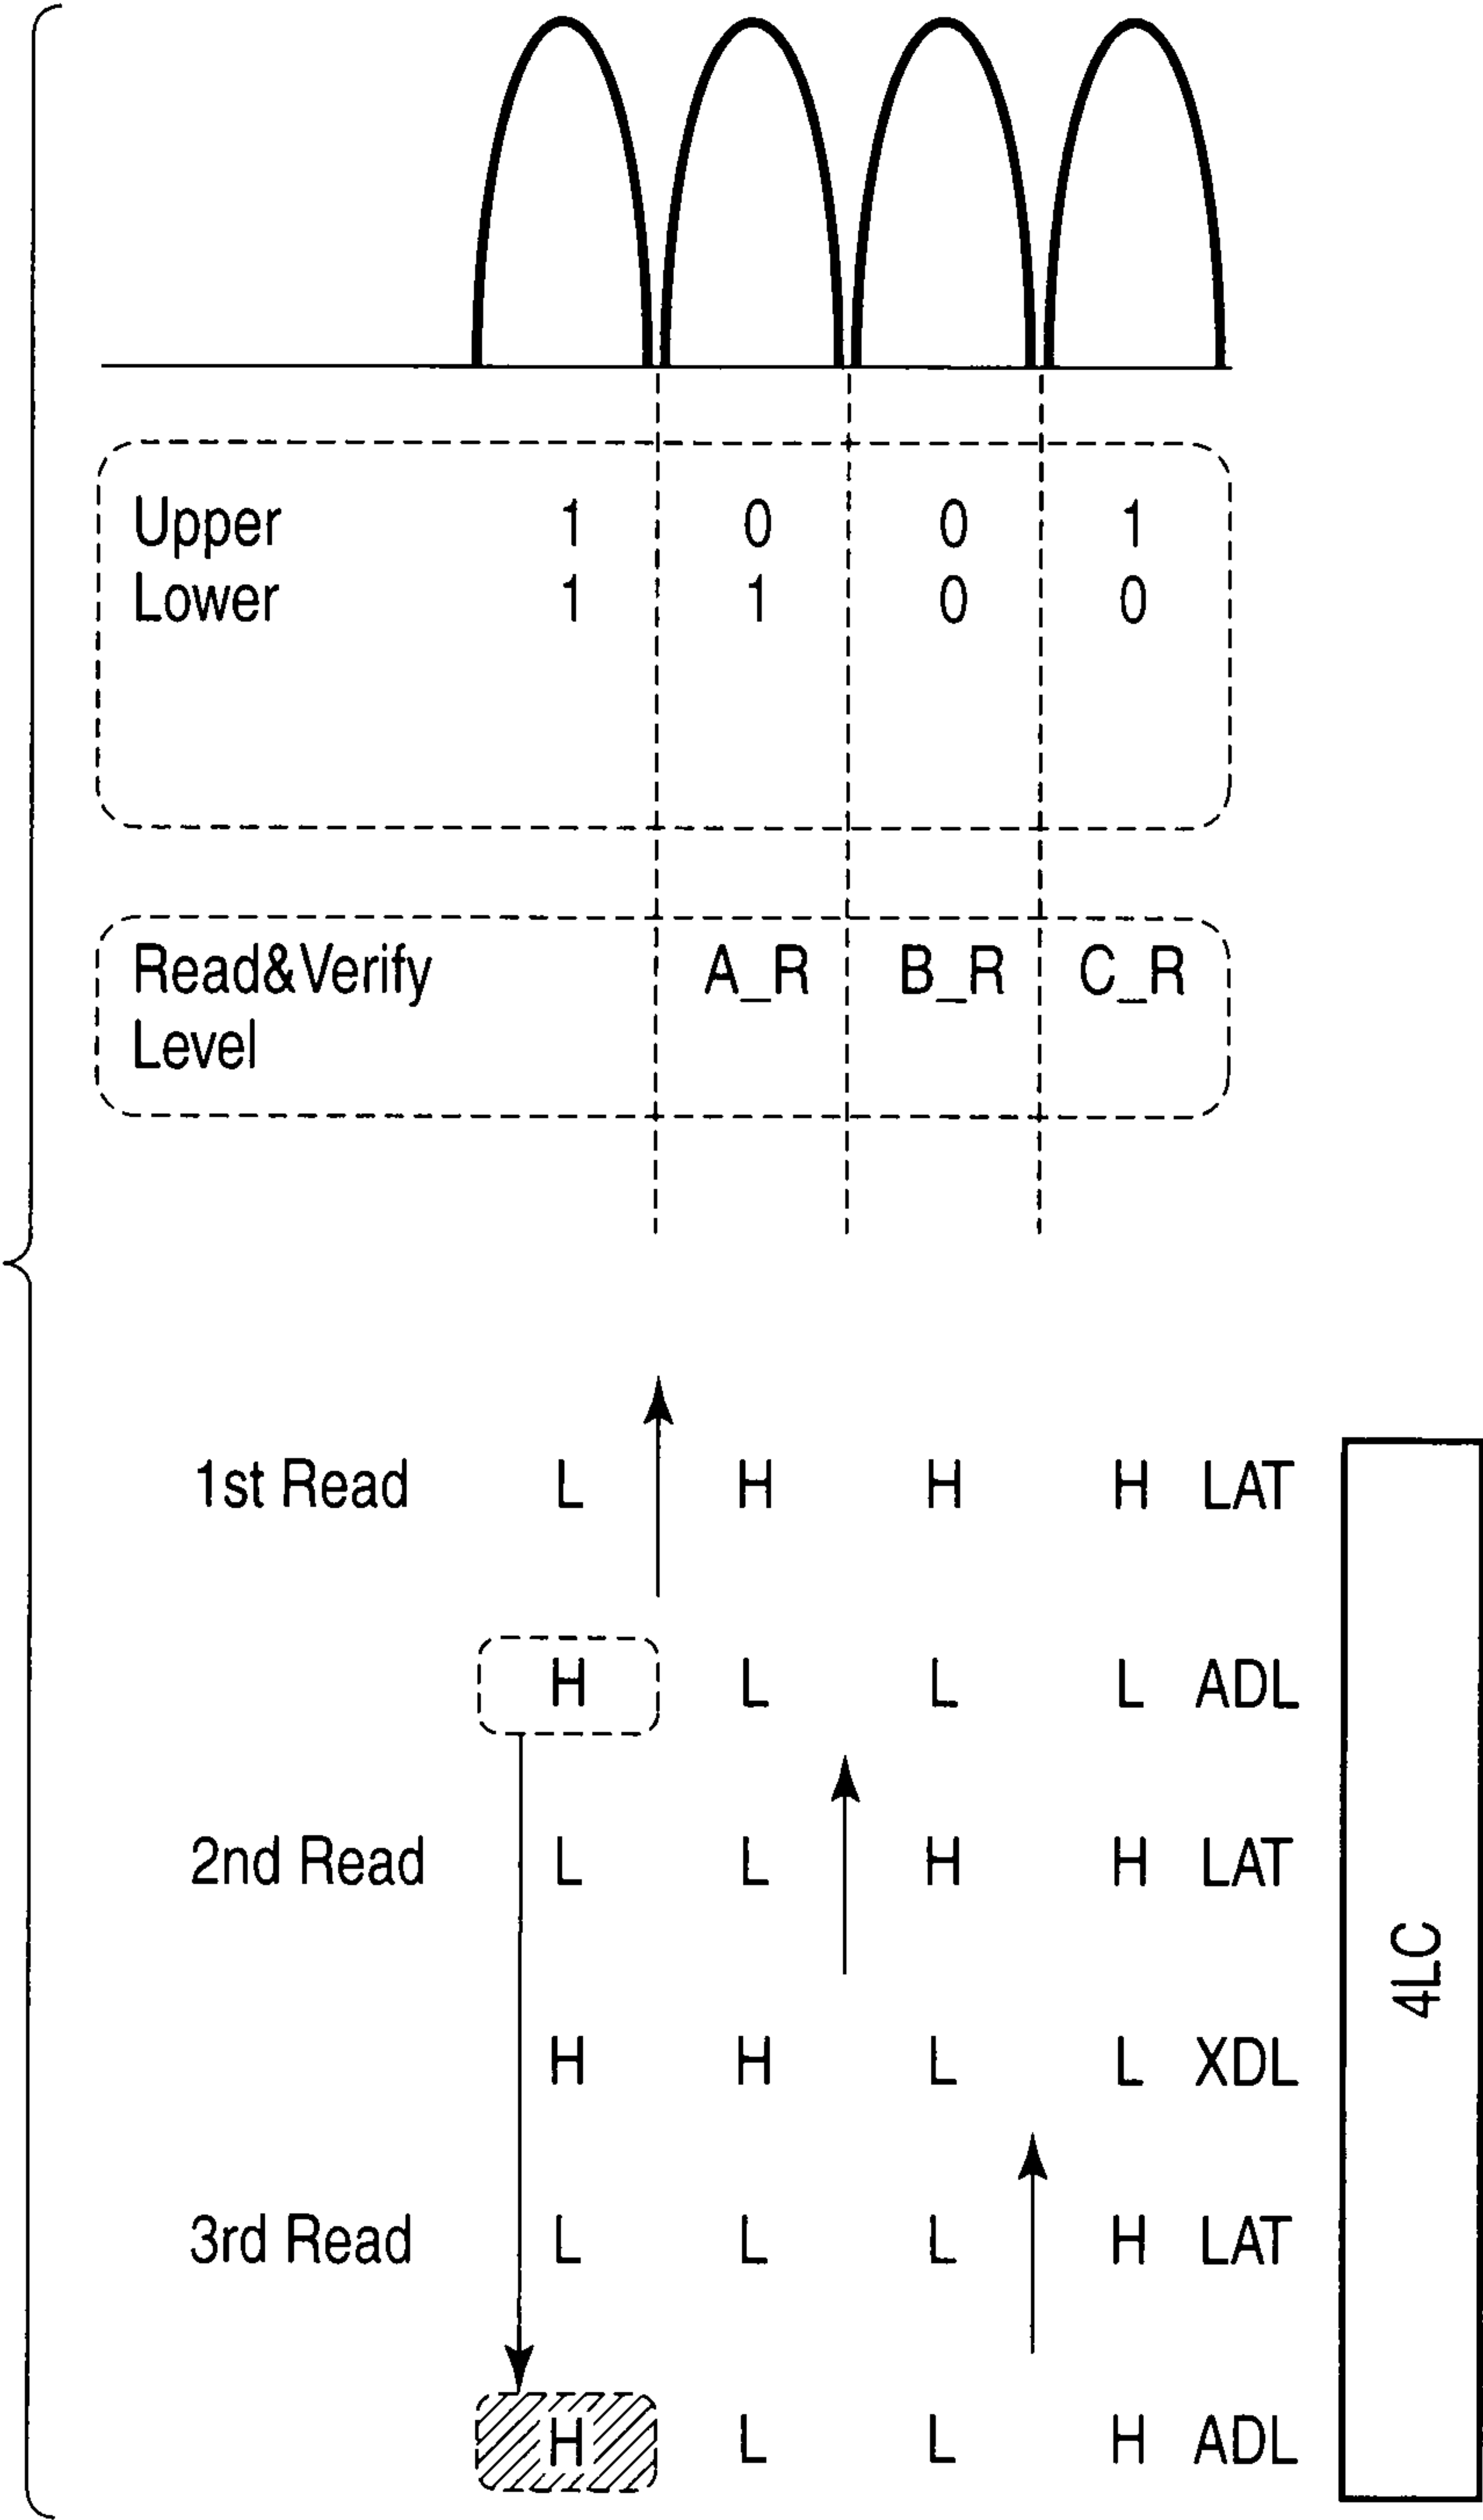 Upper 1 0 0 1
Lower 1 1 0 0
Read&Verify A_R B_R C_R
Level
1st Read L H H H LAT
H L L L ADL
2nd Read L L H H LAT
H H L L XDL
3rd Read L L L H LAT
H L L H ADL
4LC